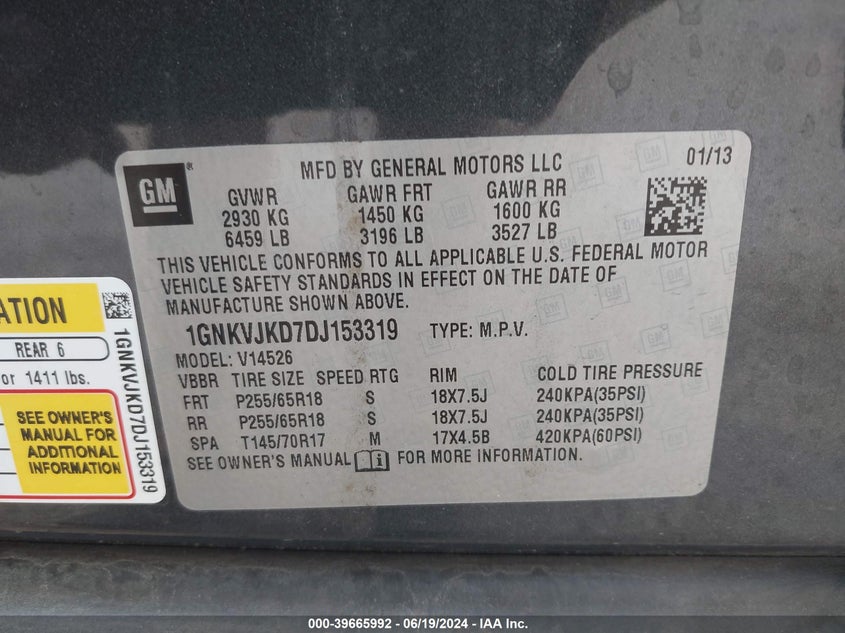 GM ®
MFD BY GENERAL MOTORS LLC 01/13
GVWR GAWR FRT GAWR RR
2930 KG 1450 KG 1600 KG
6459 LB 3196 LB 3527 LB
THIS VEHICLE CONFORMS TO ALL APPLICABLE U.S. FEDERAL MOTOR
VEHICLE SAFETY STANDARDS IN EFFECT ON THE DATE OF
MANUFACTURE SHOWN ABOVE.
1GNKVJKD7DJ153319 TYPE: M.P.V.
MODEL: V14526
VBBR TIRE SIZE SPEED RTG RIM COLD TIRE PRESSURE
FRT P255/65R18 S 18X7.5J 240KPA(35PSI)
RR P255/65R18 S 18X7.5J 240KPA(35PSI)
SPA T145/70R17 M 17X4.5B 420KPA(60PSI)
SEE OWNER'S MANUAL FOR MORE INFORMATION.
ATION
REAR 6
or 1411 lbs.
SEE OWNER'S
MANUAL FOR
ADDITIONAL
INFORMATION
1GNKVJKD7DJ153319
000-39665992 - 06/19/2024 - IAA Inc.